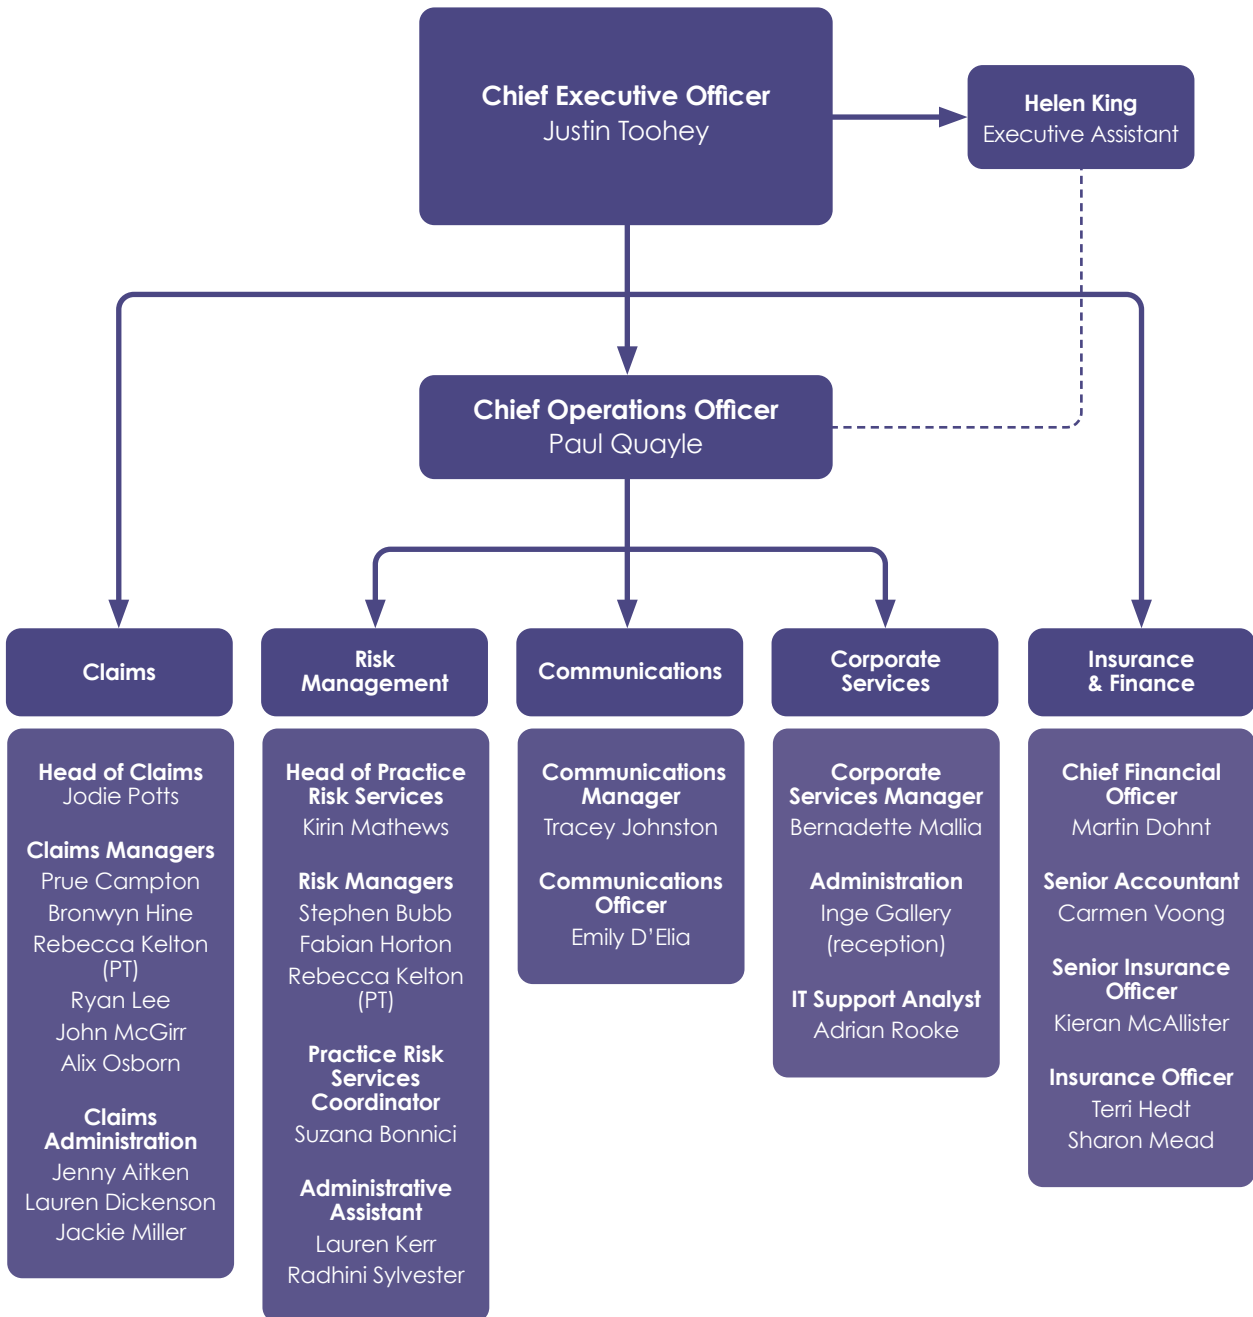 Chief Executive Officer
Justin Toohey
Helen King
Executive Assistant
Chief Operations Officer
Paul Quayle
Claims
Head of Claims
Jodie Potts
Claims Managers
Prue Campton
Bronwyn Hine
Rebecca Kelton
(PT)
Ryan Lee
John McGirr
Alix Osborn
Claims
Administration
Jenny Aitken
Lauren Dickenson
Jackie Miller
Risk
Management
Head of Practice
Risk Services
Kirin Mathews
Risk Managers
Stephen Bubb
Fabian Horton
Rebecca Kelton
(PT)
Practice Risk
Services
Coordinator
Suzana Bonnici
Administrative
Assistant
Lauren Kerr
Radhini Sylvester
Communications
Communications
Manager
Tracey Johnston
Communications
Officer
Emily D'Elia
Corporate
Services
Corporate
Services Manager
Bernadette Mallia
Administration
Inge Gallery
(reception)
IT Support Analyst
Adrian Rooke
Insurance
& Finance
Chief Financial
Officer
Martin Dohnt
Senior Accountant
Carmen Voong
Senior Insurance
Officer
Kieran McAllister
Insurance Officer
Terri Hedt
Sharon Mead